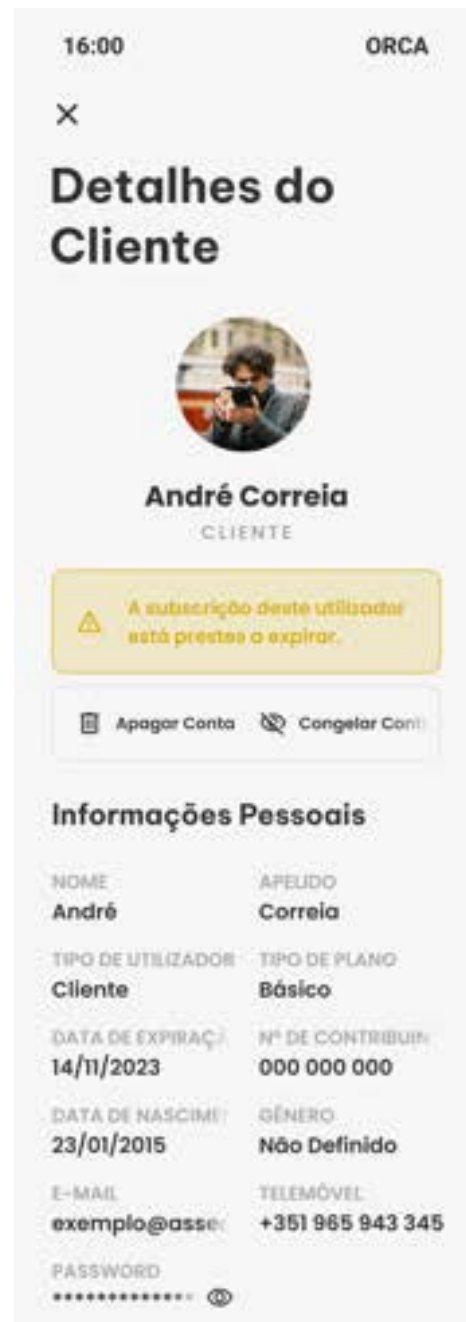 16:00 ORCA
Detalhes do
Cliente
André Correia
CLIENTE
A subscrição deste utilizador
está prestes a expirar.
Apagar Conta Congelar Cont
Informações Pessoais
NOME APELIDO
André Correia
TIPO DE UTILIZADOR TIPO DE PLANO
Cliente Básico
DATA DE EXPIRAÇÃ Nº DE CONTRIBUIN
14/11/2023 000 000 000
DATA DE NASCIME GÉNERO
23/01/2015 Não Definido
E-MAIL TELEMÓVEL
exemplo@asse +351 965 943 345
PASSWORD